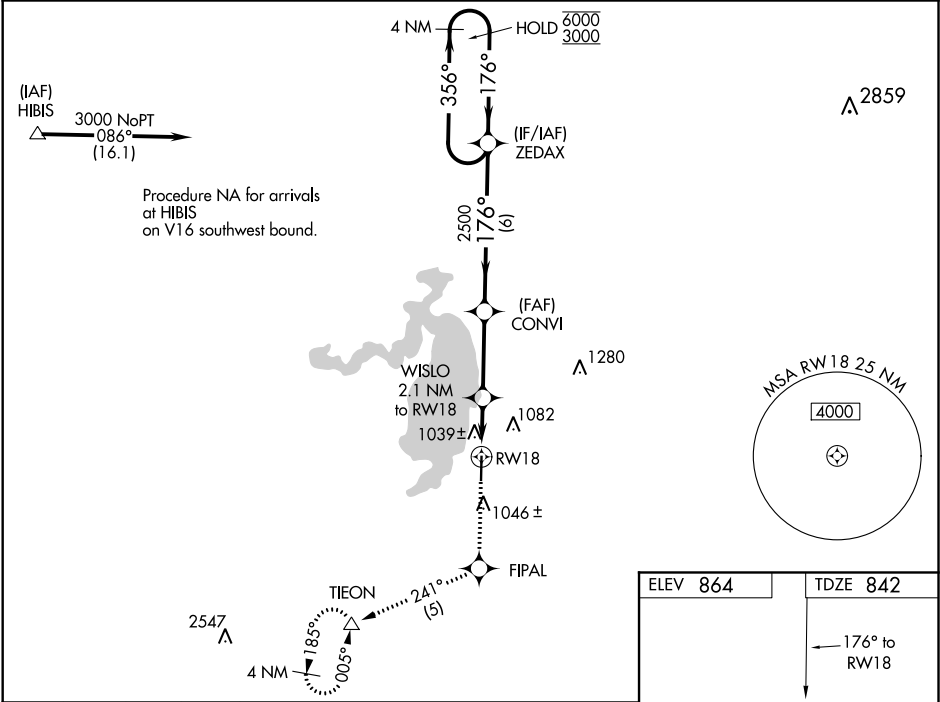 4 NM
HOLD 6000
3000
356°
176°
(IAF)
HIBIS
3000 NoPT
086°
(16.1)
2859
(IF/IAF)
ZEDAX
Procedure NA for arrivals
at HIBIS
on V16 southwest bound.
2500
176°
(6)
(FAF)
CONVI
1280
WISLO
2.1 NM
to RW18
1082
1039±
RW18
MSA RW18 25 NM
4000
1046 ±
FIPAL
241°
(5)
TIEON
2547
185°
005°
4 NM
ELEV 864
TDZE 842
176° to
RW18